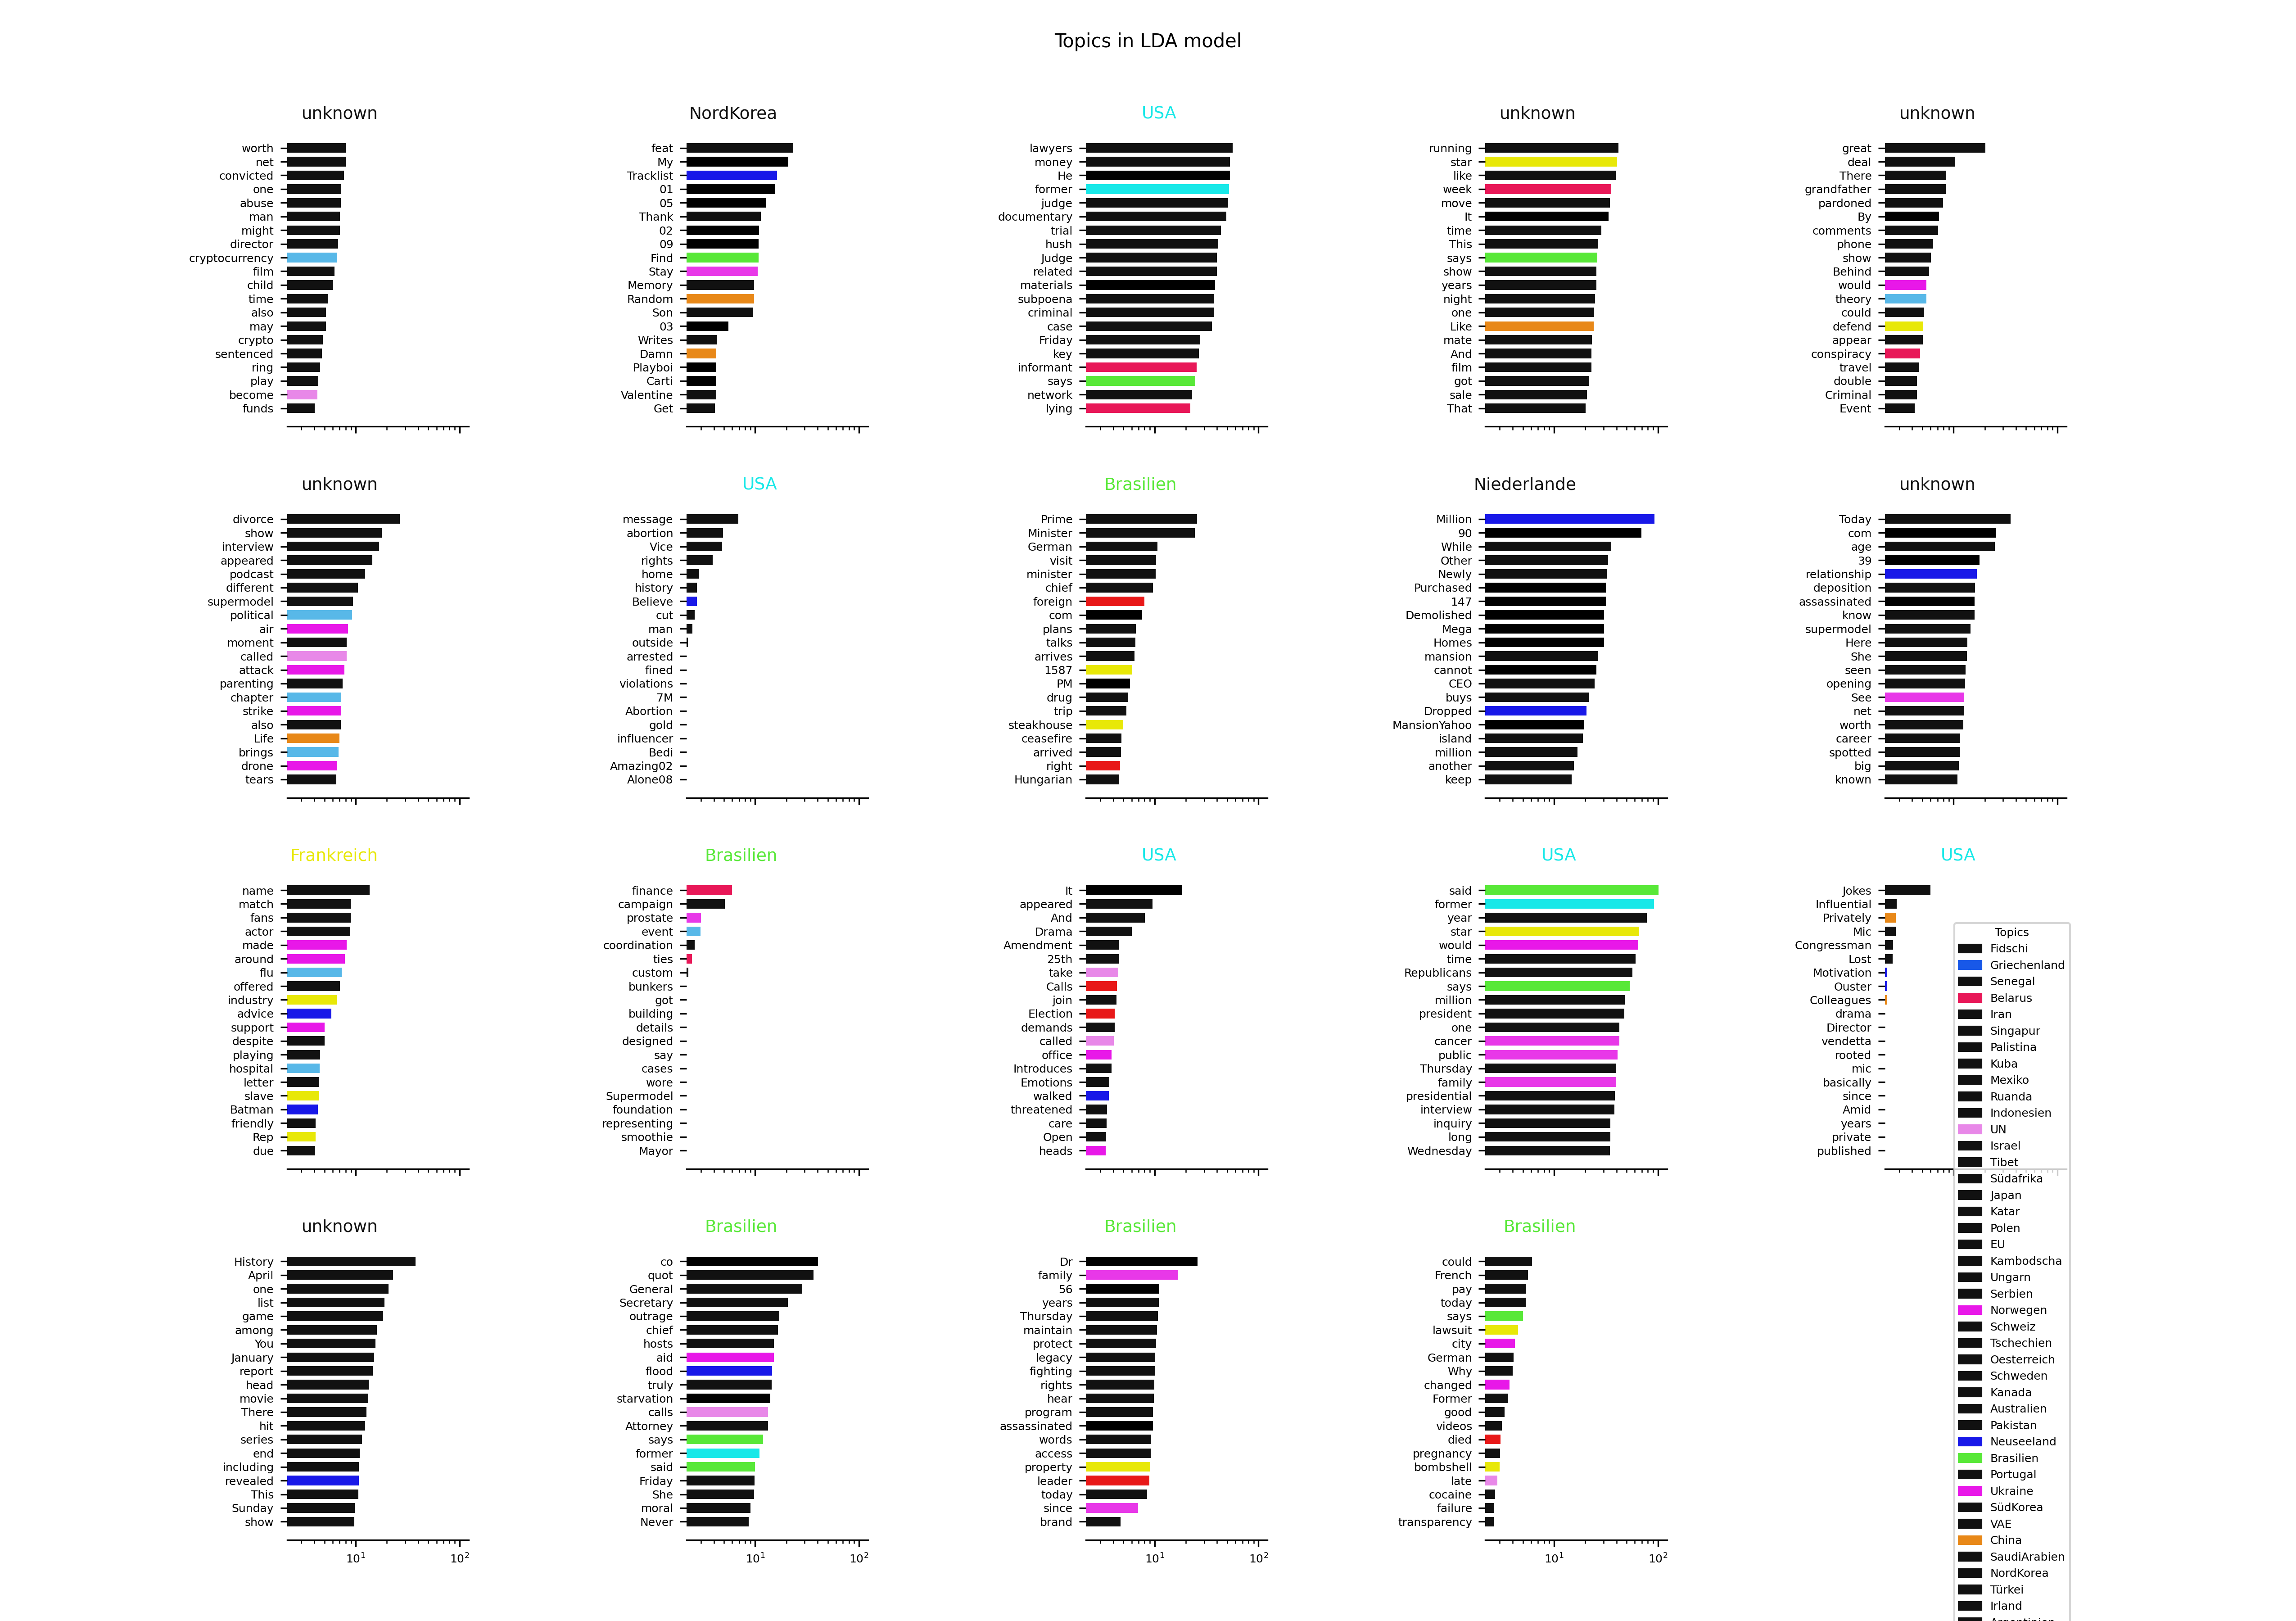 Topics in LDA model
unknown
worth
net
convicted
one
abuse
man
might
director
cryptocurrency
film
child
time
also
may
crypto
sentenced
ring
play
become
funds
NordKorea
feat
My
Tracklist
01
05
Thank
02
09
Find
Stay
Memory
Random
Son
03
Writes
Damn
Playboi
Carti
Valentine
Get
USA
lawyers
money
He
former
judge
documentary
trial
hush
Judge
related
materials
subpoena
criminal
case
Friday
key
informant
says
network
lying
unknown
running
star
like
week
move
It
time
This
says
show
years
night
one
Like
mate
And
film
got
sale
That
unknown
great
deal
There
grandfather
pardoned
By
comments
phone
show
Behind
would
theory
could
defend
appear
conspiracy
travel
double
Criminal
Event
unknown
divorce
show
interview
appeared
podcast
different
supermodel
political
air
moment
called
attack
parenting
chapter
strike
also
Life
brings
drone
tears
USA
message
abortion
Vice
rights
home
history
Believe
cut
man
outside
arrested
fined
violations
7M
Abortion
gold
influencer
Bedi
Amazing02
Alone08
Brasilien
Prime
Minister
German
visit
minister
chief
foreign
com
plans
talks
arrives
1587
PM
drug
trip
steakhouse
ceasefire
arrived
right
Hungarian
Niederlande
Million
90
While
Other
Newly
Purchased
147
Demolished
Mega
Homes
mansion
cannot
CEO
buys
Dropped
MansionYahoo
island
million
another
keep
unknown
Today
com
age
39
relationship
deposition
assassinated
know
supermodel
Here
She
seen
opening
See
net
worth
career
spotted
big
known
Frankreich
name
match
fans
actor
made
around
flu
offered
industry
advice
support
despite
playing
hospital
letter
slave
Batman
friendly
Rep
due
Brasilien
finance
campaign
prostate
event
coordination
ties
custom
bunkers
got
building
details
designed
say
cases
wore
Supermodel
foundation
representing
smoothie
Mayor
USA
It
appeared
And
Drama
Amendment
25th
take
Calls
join
Election
demands
called
office
Introduces
Emotions
walked
threatened
care
Open
heads
USA
said
former
year
star
would
time
Republicans
says
million
president
one
cancer
public
Thursday
family
presidential
interview
inquiry
long
Wednesday
USA
Jokes
Influential
Privately
Mic
Congressman
Lost
Motivation
Ouster
Colleagues
drama
Director
vendetta
rooted
mic
basically
since
Amid
years
private
published
unknown
History
April
one
list
game
among
You
January
report
head
movie
There
hit
series
end
including
revealed
This
Sunday
show
10¹ 10²
Brasilien
co
quot
General
Secretary
outrage
chief
hosts
aid
flood
truly
starvation
calls
Attorney
says
former
said
Friday
She
moral
Never
10¹ 10²
Brasilien
Dr
family
56
years
Thursday
maintain
protect
legacy
fighting
rights
hear
program
assassinated
words
access
property
leader
today
since
brand
10¹ 10²
Brasilien
could
French
pay
today
says
lawsuit
city
German
Why
changed
Former
good
videos
died
pregnancy
bombshell
late
cocaine
failure
transparency
10¹ 10²
Topics
Fidschi
Griechenland
Senegal
Belarus
Iran
Singapur
Palistina
Kuba
Mexiko
Ruanda
Indonesien
UN
Israel
Tibet
Südafrika
Japan
Katar
Polen
EU
Kambodscha
Ungarn
Serbien
Norwegen
Schweiz
Tschechien
Oesterreich
Schweden
Kanada
Australien
Pakistan
Neuseeland
Brasilien
Portugal
Ukraine
SüdKorea
VAE
China
SaudiArabien
NordKorea
Türkei
Irland